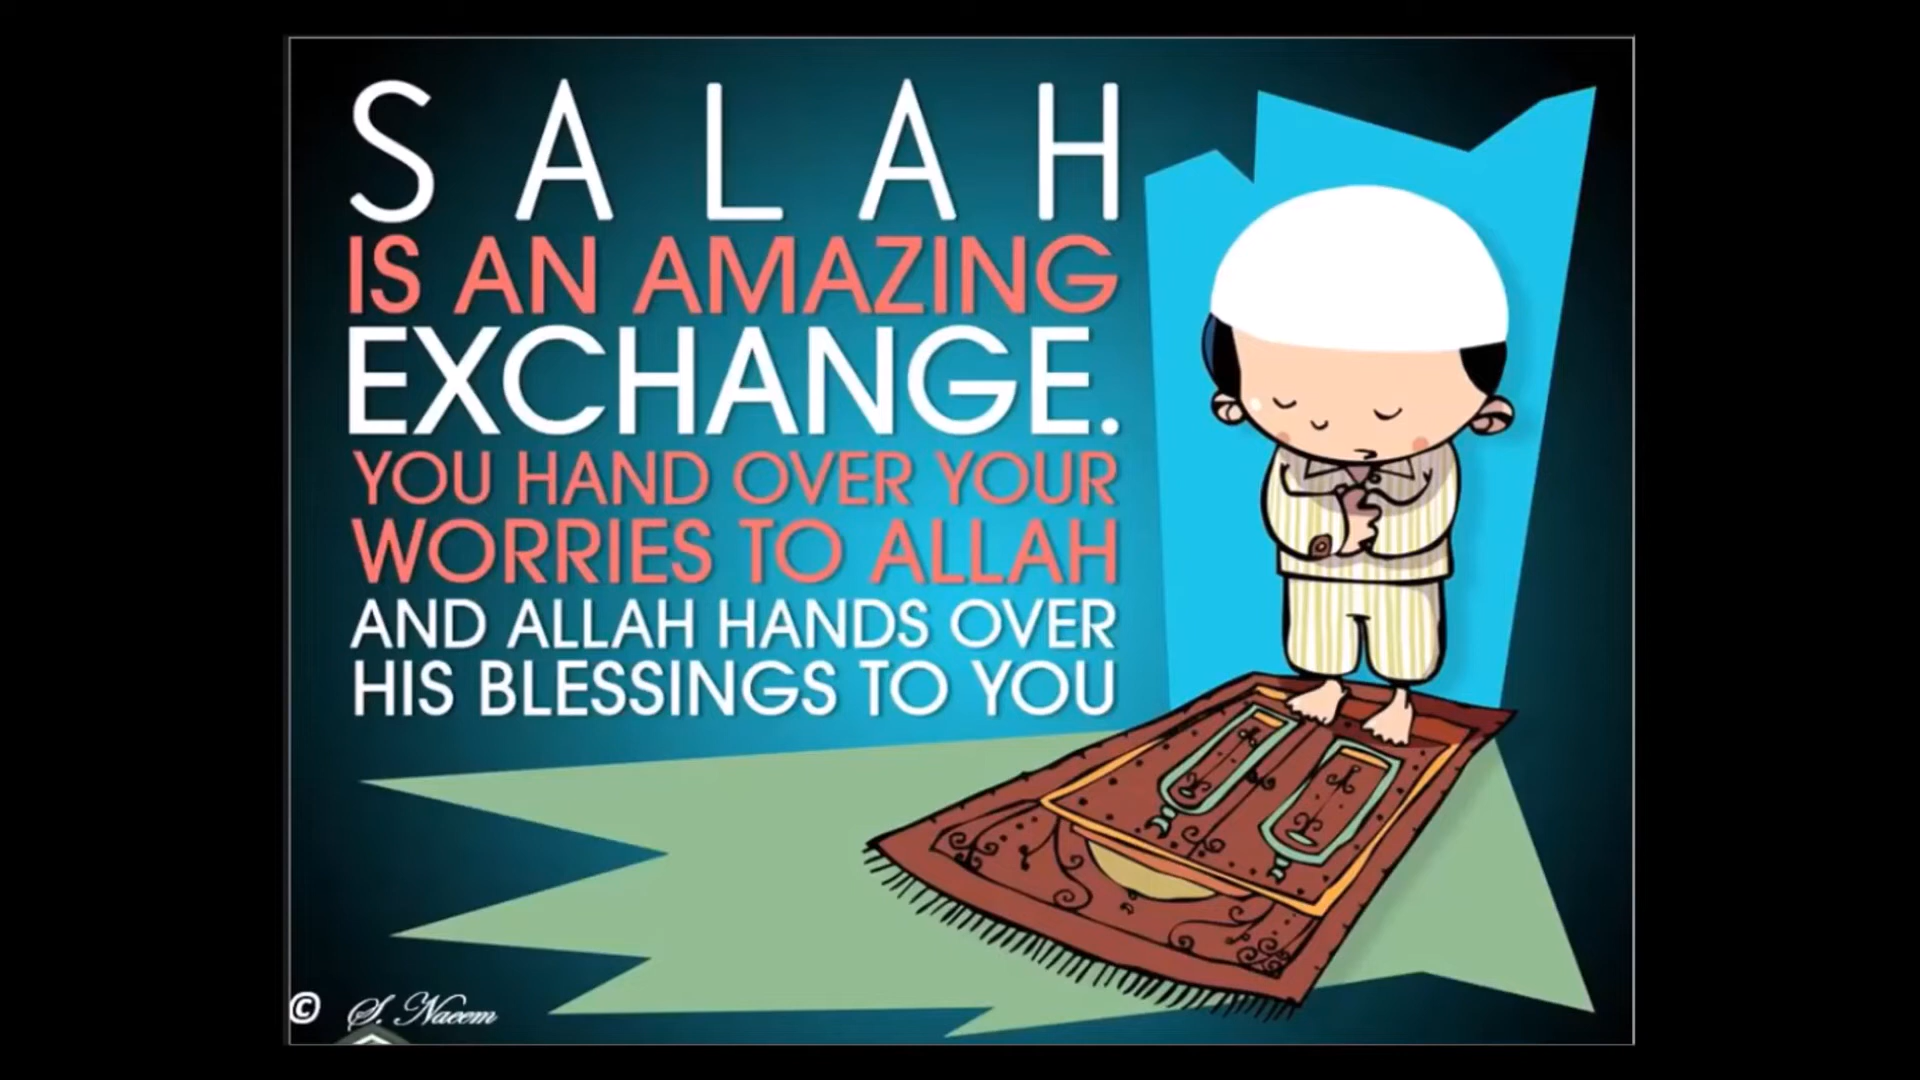 SALAH
IS AN AMAZING
EXCHANGE.
YOU HAND OVER YOUR
WORRIES TO ALLAH
AND ALLAH HANDS OVER
HIS BLESSINGS TO YOU
© S. Naeem